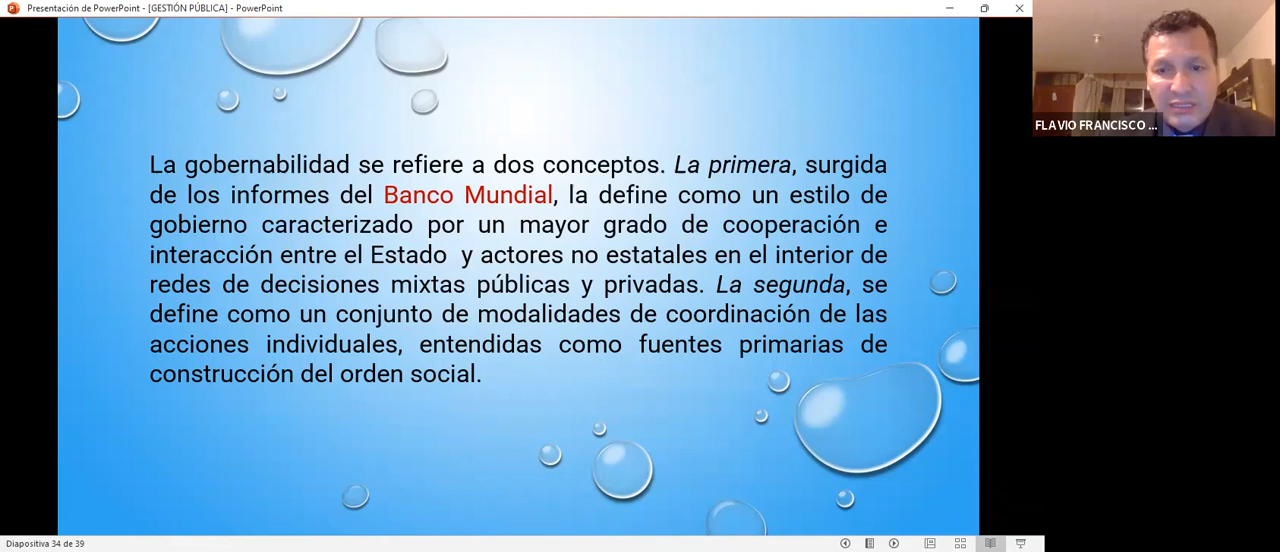 Presentación de PowerPoint - [GESTIÓN PÚBLICA] - PowerPoint
FLAVIO FRANCISCO ...
La gobernabilidad se refiere a dos conceptos. La primera, surgida
de los informes del Banco Mundial, la define como un estilo de
gobierno caracterizado por un mayor grado de cooperación e
interacción entre el Estado y actores no estatales en el interior de
redes de decisiones mixtas públicas y privadas. La segunda, se
define como un conjunto de modalidades de coordinación de las
acciones individuales, entendidas como fuentes primarias de
construcción del orden social.
Diapositiva 34 de 39